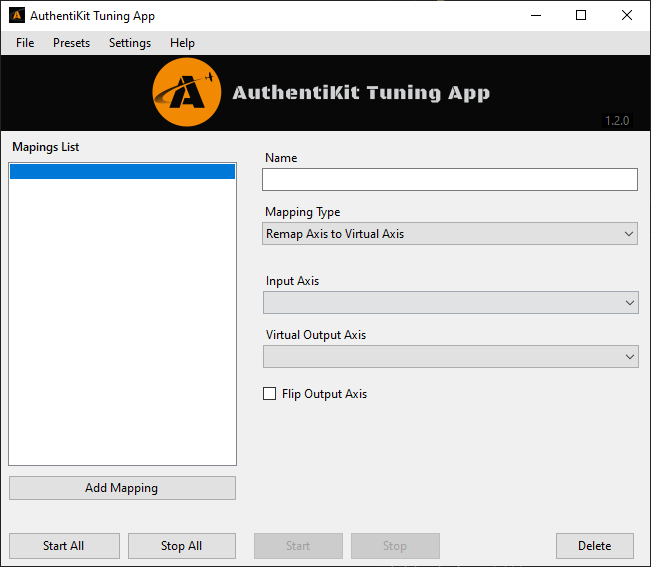 AuthentiKit Tuning App
File Presets Settings Help
A AuthentiKit Tuning App
1.2.0
Mapings List
Name
Mapping Type
Remap Axis to Virtual Axis
Input Axis
Virtual Output Axis
Flip Output Axis
Add Mapping
Start All Stop All Start Stop Delete